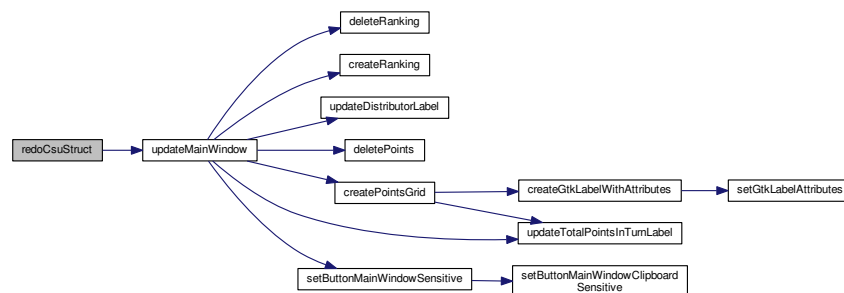 deleteRanking
createRanking
updateDistributorLabel
redoCsuStruct
updateMainWindow
deletePoints
createPointsGrid
createGtkLabelWithAttributes
setGtkLabelAttributes
updateTotalPointsInTurnLabel
setButtonMainWindowSensitive
setButtonMainWindowClipboard
Sensitive